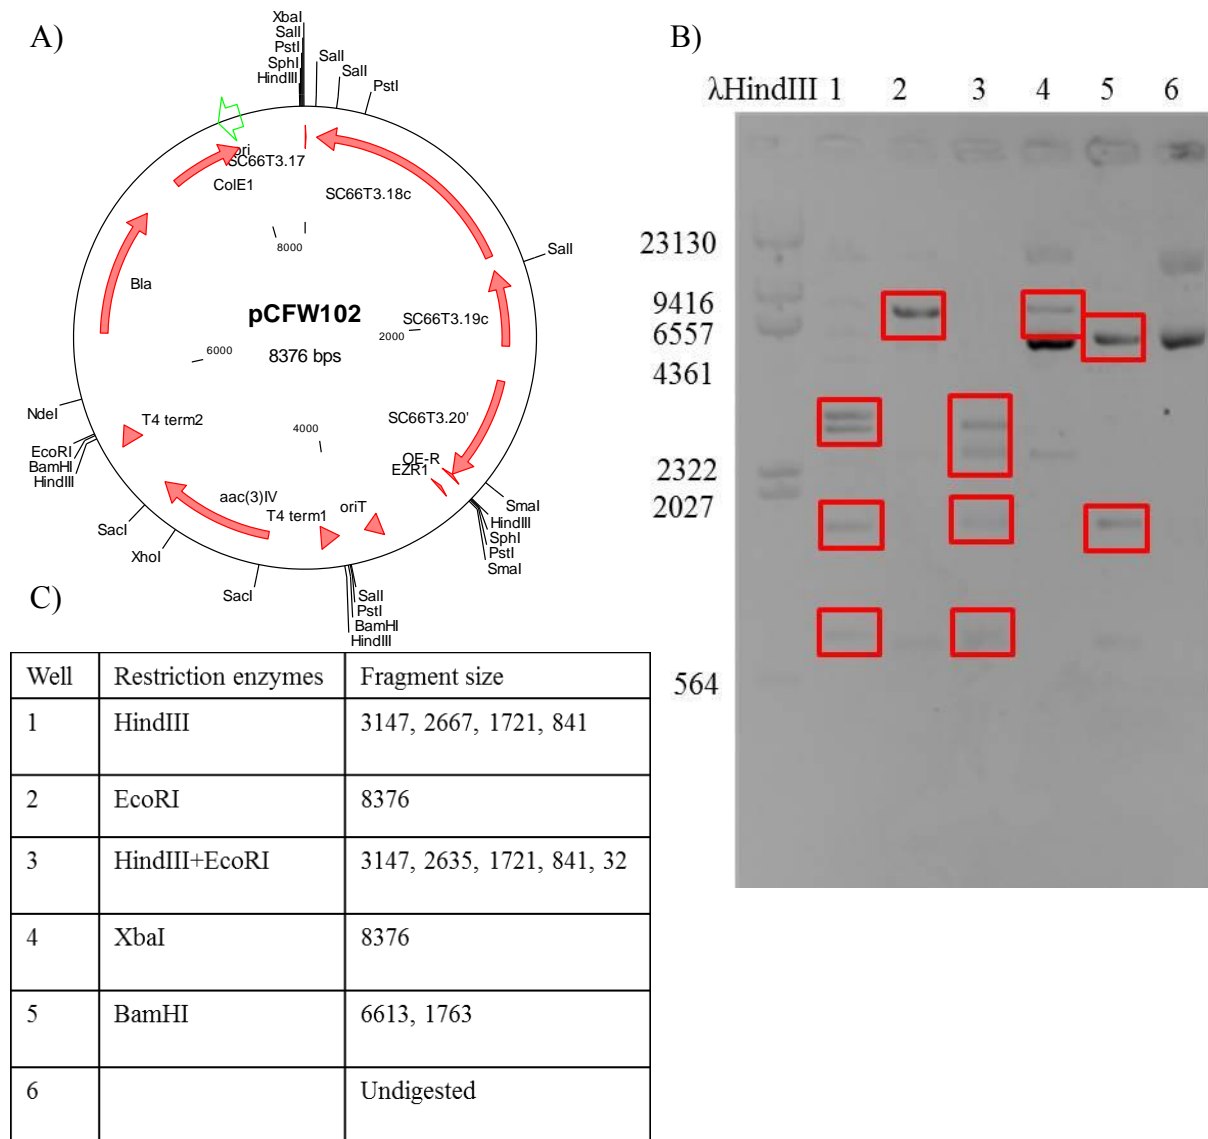 A)
XbaI
SalI
PstI
SphI
HindIII
SalI
SalI
PstI
SalI
ori
SC66T3.17
ColE1
SC66T3.18c
8000
Bla
pCFW102
8376 bps
SC66T3.19c
2000
6000
4000
NdeI
T4 term2
EcoRI
BamHI
HindIII
SC66T3.20'
OE-R
EZR1
aac(3)IV
T4 term1
oriT
SacI
XhoI
SacI
SmaI
HindIII
SphI
PstI
SmaI
SalI
PstI
BamHI
HindIII
B)
λHindIII 1 2 3 4 5 6
23130
9416
6557
4361
2322
2027
564
C)
Well Restriction enzymes Fragment size
1 HindIII 3147, 2667, 1721, 841
2 EcoRI 8376
3 HindIII+EcoRI 3147, 2635, 1721, 841, 32
4 XbaI 8376
5 BamHI 6613, 1763
6 Undigested